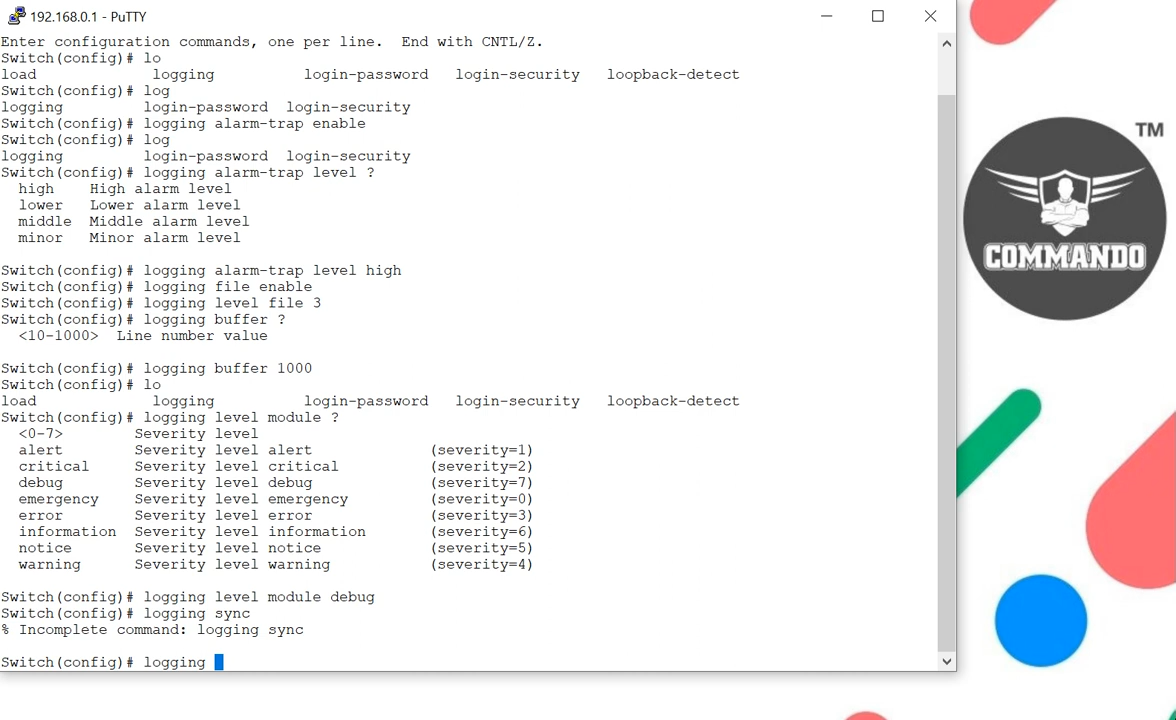 192.168.0.1 - PuTTY
Enter configuration commands, one per line.  End with CNTL/Z.
Switch(config)# lo
load             logging          login-password   login-security   loopback-detect
Switch(config)# log
logging         login-password  login-security
Switch(config)# logging alarm-trap enable
Switch(config)# log
logging         login-password  login-security
Switch(config)# logging alarm-trap level ?
  high    High alarm level
  lower   Lower alarm level
  middle  Middle alarm level
  minor   Minor alarm level
Switch(config)# logging alarm-trap level high
Switch(config)# logging file enable
Switch(config)# logging level file 3
Switch(config)# logging buffer ?
  <10-1000>  Line number value
Switch(config)# logging buffer 1000
Switch(config)# lo
load             logging          login-password   login-security   loopback-detect
Switch(config)# logging level module ?
  <0-7>        Severity level
  alert        Severity level alert             (severity=1)
  critical     Severity level critical          (severity=2)
  debug        Severity level debug             (severity=7)
  emergency    Severity level emergency         (severity=0)
  error        Severity level error             (severity=3)
  information  Severity level information       (severity=6)
  notice       Severity level notice            (severity=5)
  warning      Severity level warning           (severity=4)
Switch(config)# logging level module debug
Switch(config)# logging sync
% Incomplete command: logging sync
Switch(config)# logging
TM
COMMANDO